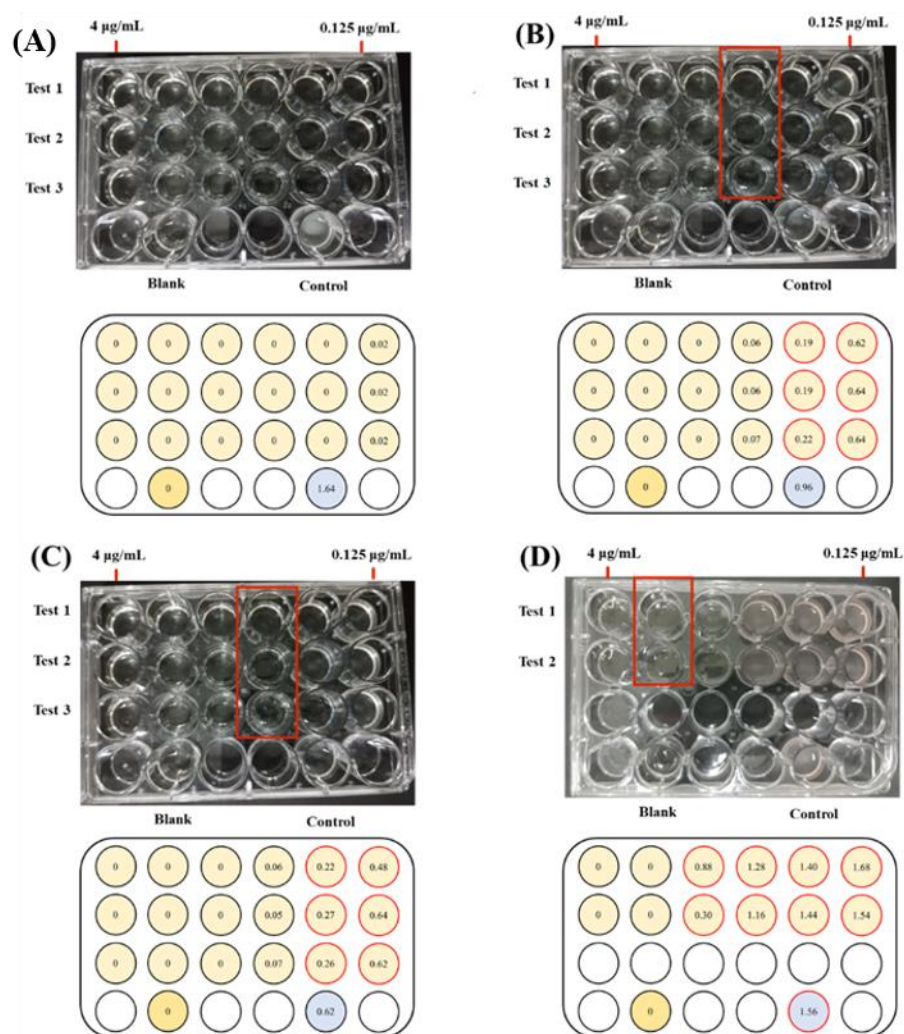 (A)
4 µg/mL
0.125 µg/mL
Test 1
Test 2
Test 3
Blank
Control
0 0 0 0 0 0.02
0 0 0 0 0 0.02
0 0 0 0 0 0.02
0 1.64
(B)
4 µg/mL
0.125 µg/mL
Test 1
Test 2
Test 3
Blank
Control
0 0 0 0.06 0.19 0.62
0 0 0 0.06 0.19 0.64
0 0 0 0.07 0.22 0.64
0 0.96
(C)
4 µg/mL
0.125 µg/mL
Test 1
Test 2
Test 3
Blank
Control
0 0 0 0.06 0.22 0.48
0 0 0 0.05 0.27 0.64
0 0 0 0.07 0.26 0.62
0 0.62
(D)
4 µg/mL
0.125 µg/mL
Test 1
Test 2
Blank
Control
0 0 0.88 1.28 1.40 1.68
0 0 0.30 1.16 1.44 1.54
0 1.56